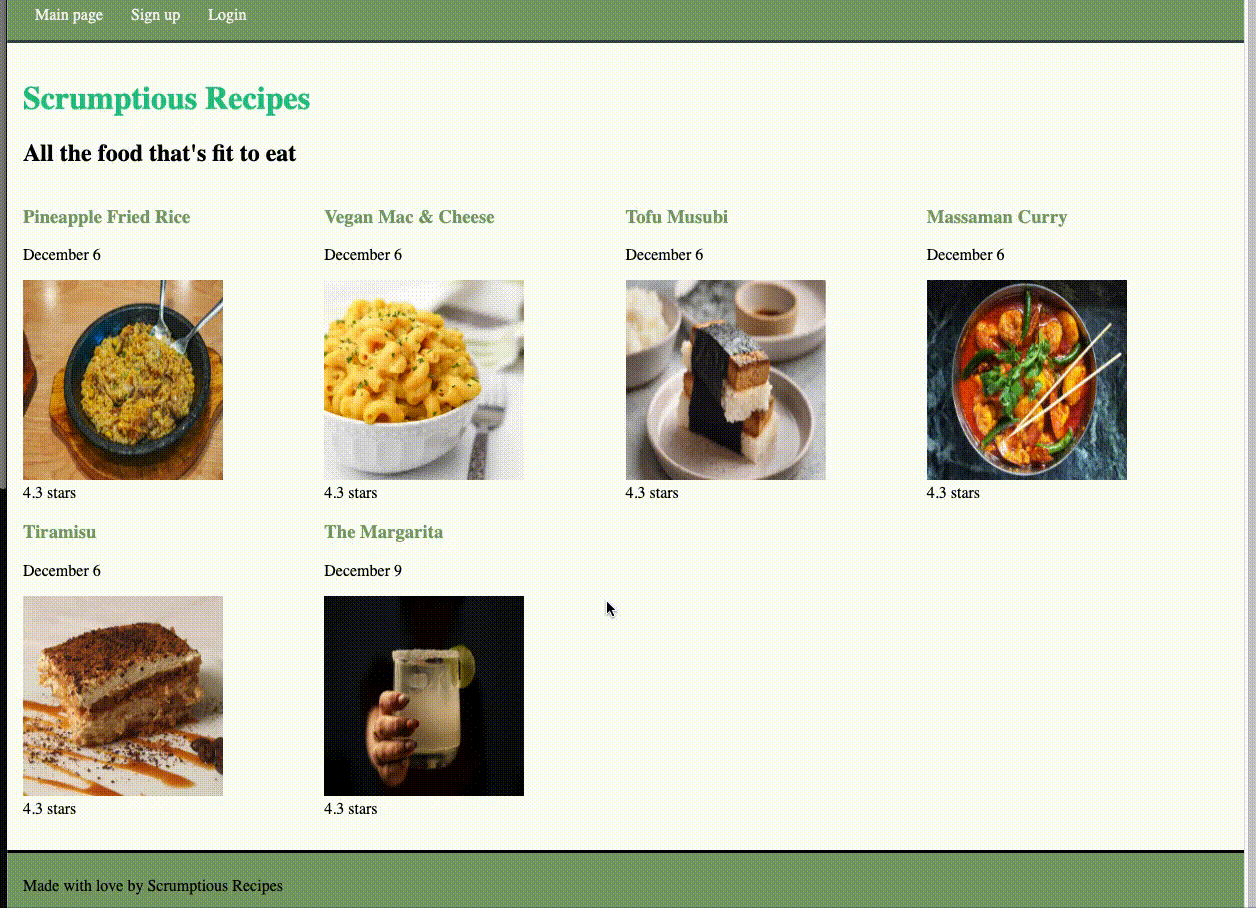 Main page Sign up Login
Scrumptious Recipes
All the food that's fit to eat
Pineapple Fried Rice
December 6
4.3 stars
Vegan Mac & Cheese
December 6
4.3 stars
Tofu Musubi
December 6
4.3 stars
Massaman Curry
December 6
4.3 stars
Tiramisu
December 6
4.3 stars
The Margarita
December 9
4.3 stars
Made with love by Scrumptious Recipes